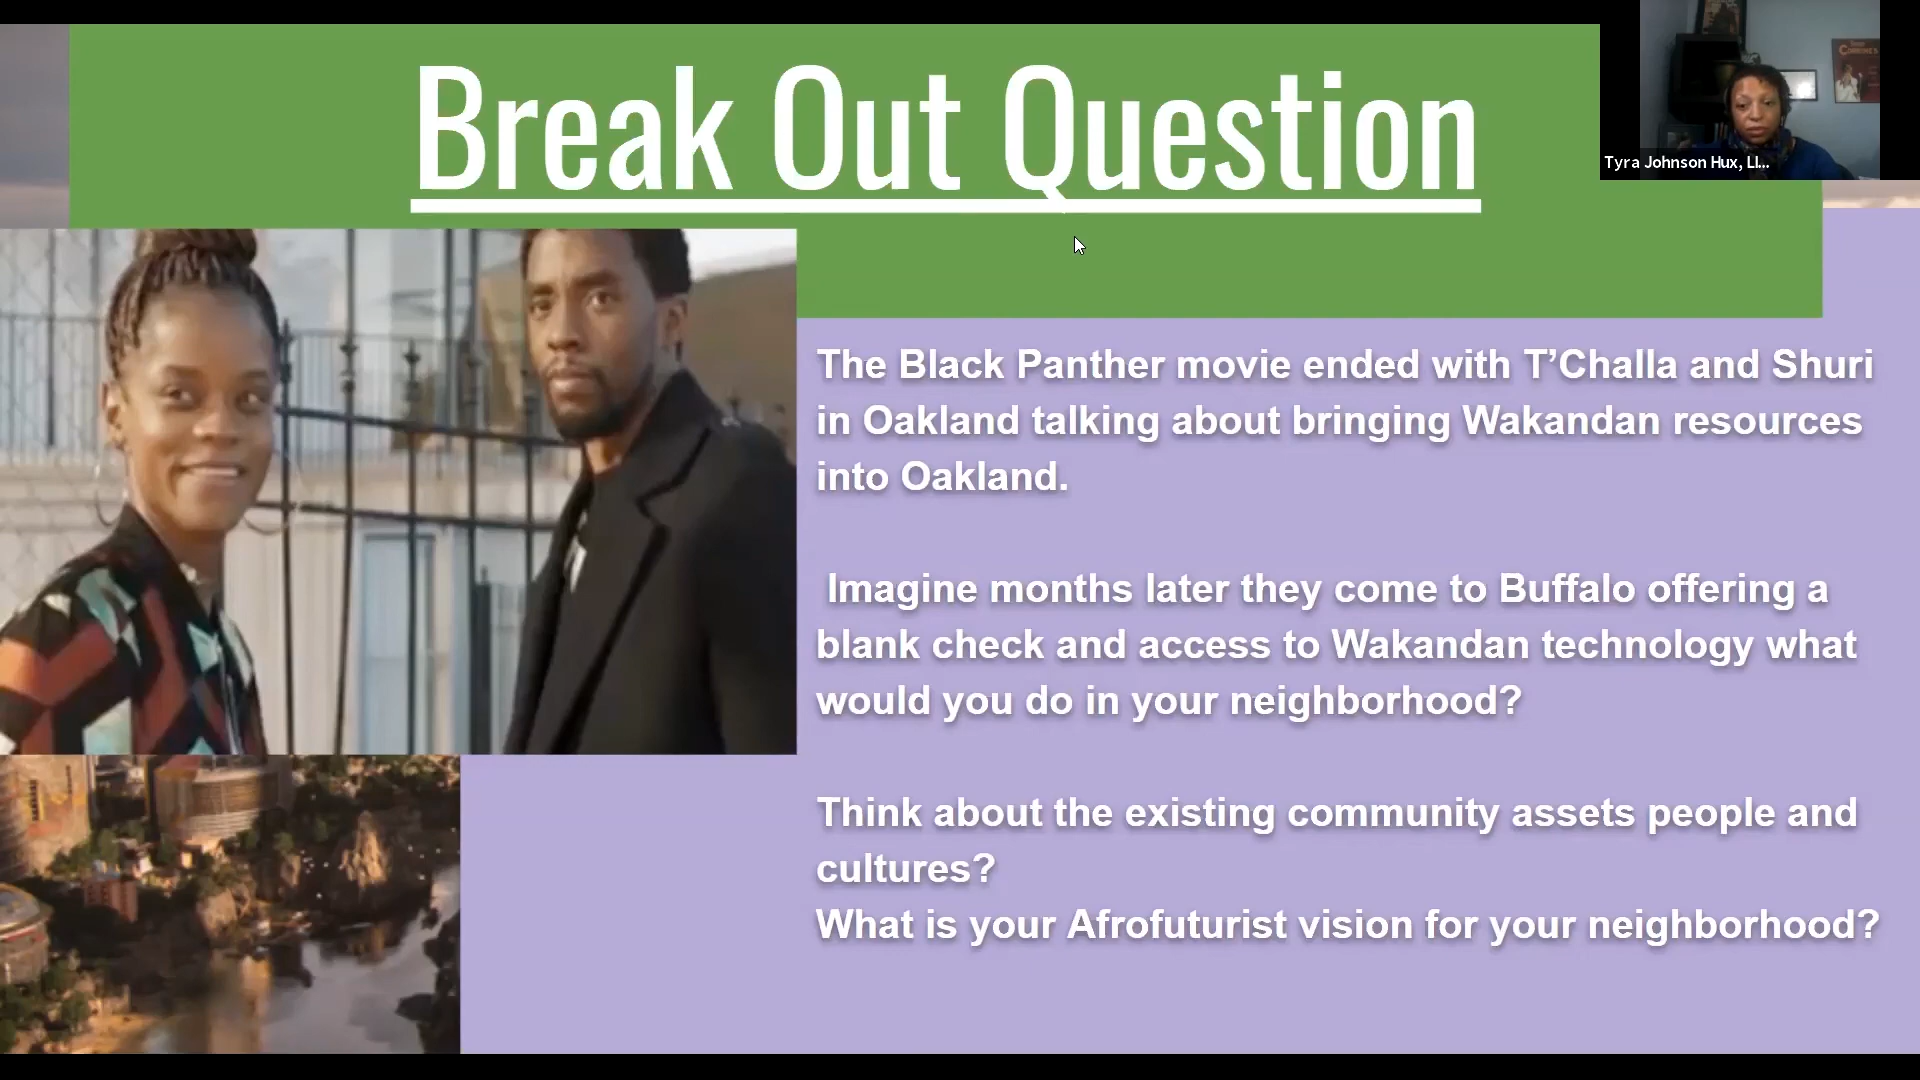 Break Out Question
Tyra Johnson Hux, LI...
The Black Panther movie ended with T’Challa and Shuri
in Oakland talking about bringing Wakandan resources
into Oakland.
Imagine months later they come to Buffalo offering a
blank check and access to Wakandan technology what
would you do in your neighborhood?
Think about the existing community assets people and
cultures?
What is your Afrofuturist vision for your neighborhood?